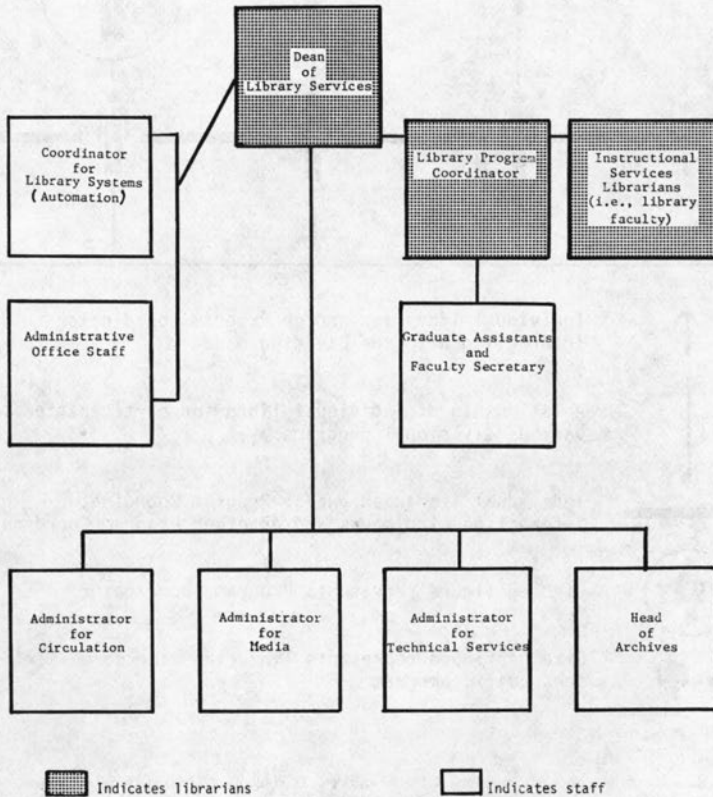 Dean
of
Library Services
Coordinator
for
Library Systems
(Automation)
Library Program
Coordinator
Instructional
Services
Librarians
(i.e., library
faculty)
Administrative
Office Staff
Graduate Assistants
and
Faculty Secretary
Administrator
for
Circulation
Administrator
for
Media
Administrator
for
Technical Services
Head
of
Archives
Indicates librarians
Indicates staff